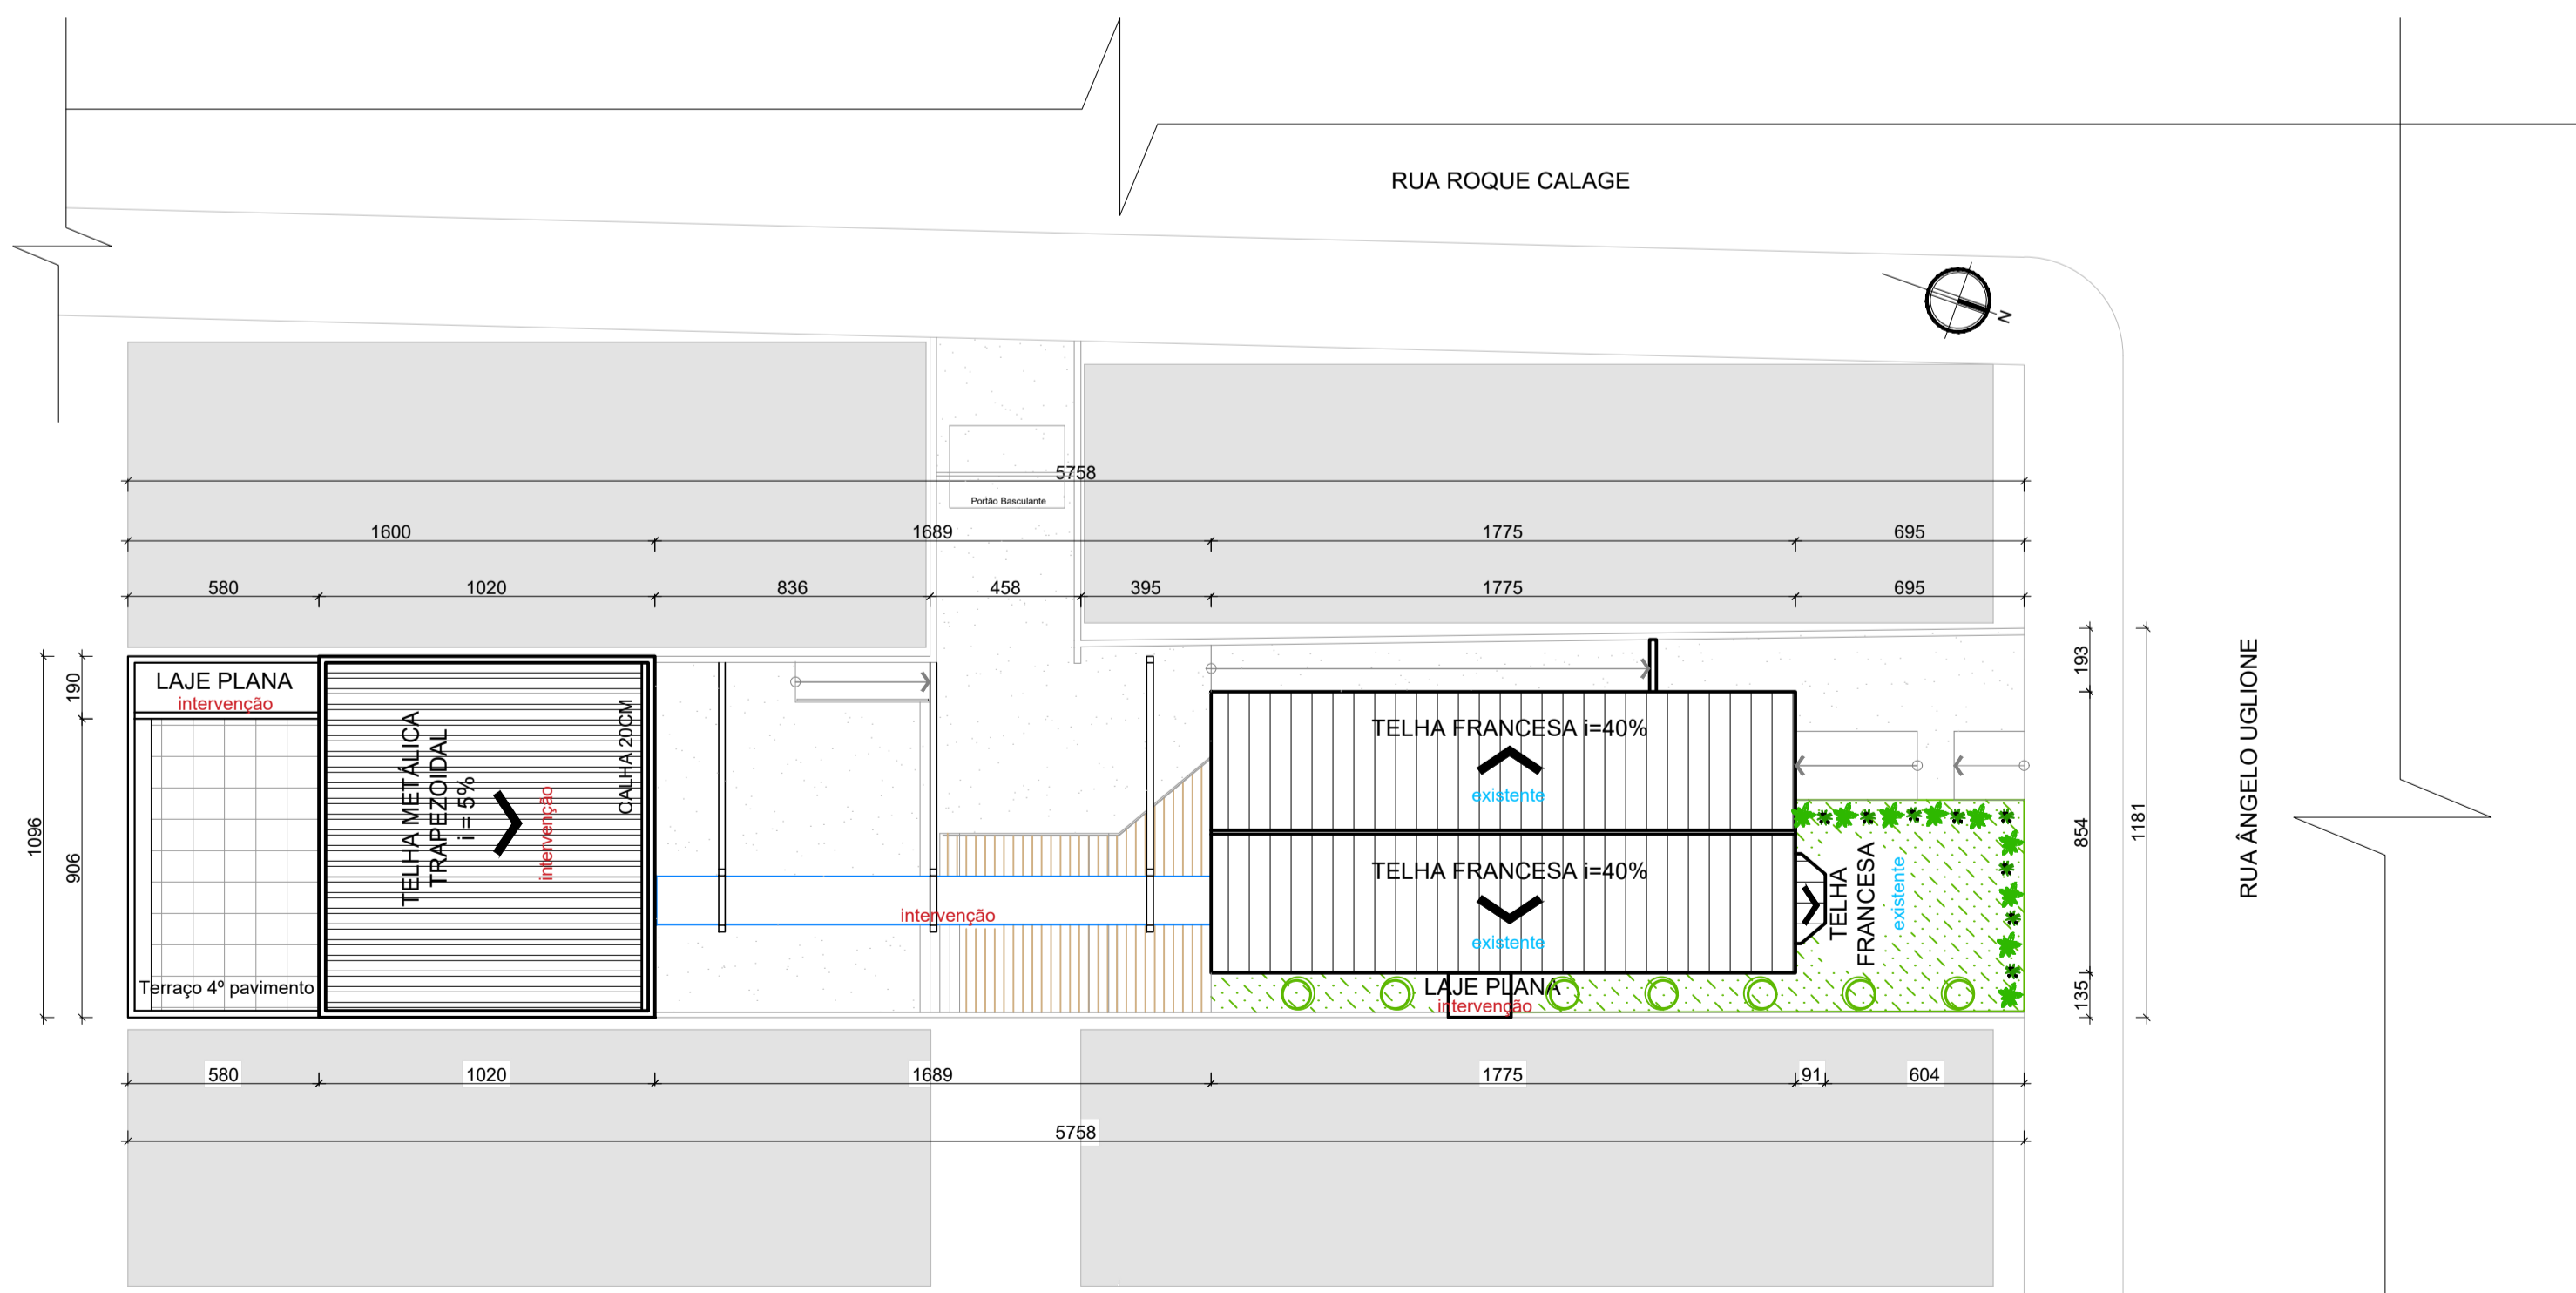 RUA ROQUE CALAGE
N
5758
Portão Basculante
1600
1689
1775
695
580
1020
836
458
395
1775
695
193
854
135
1181
RUA ÂNGELO UGLIONE
1096
190
906
LAJE PLANA
intervenção
Terraço 4º pavimento
TELHA METÁLICA
TRAPEZOIDAL
i = 5%
intervenção
CALHA 20CM
intervenção
TELHA FRANCESA i=40%
existente
TELHA FRANCESA i=40%
existente
TELHA
FRANCESA
existente
LAJE PLANA
intervenção
580
1020
1689
1775
91
604
5758